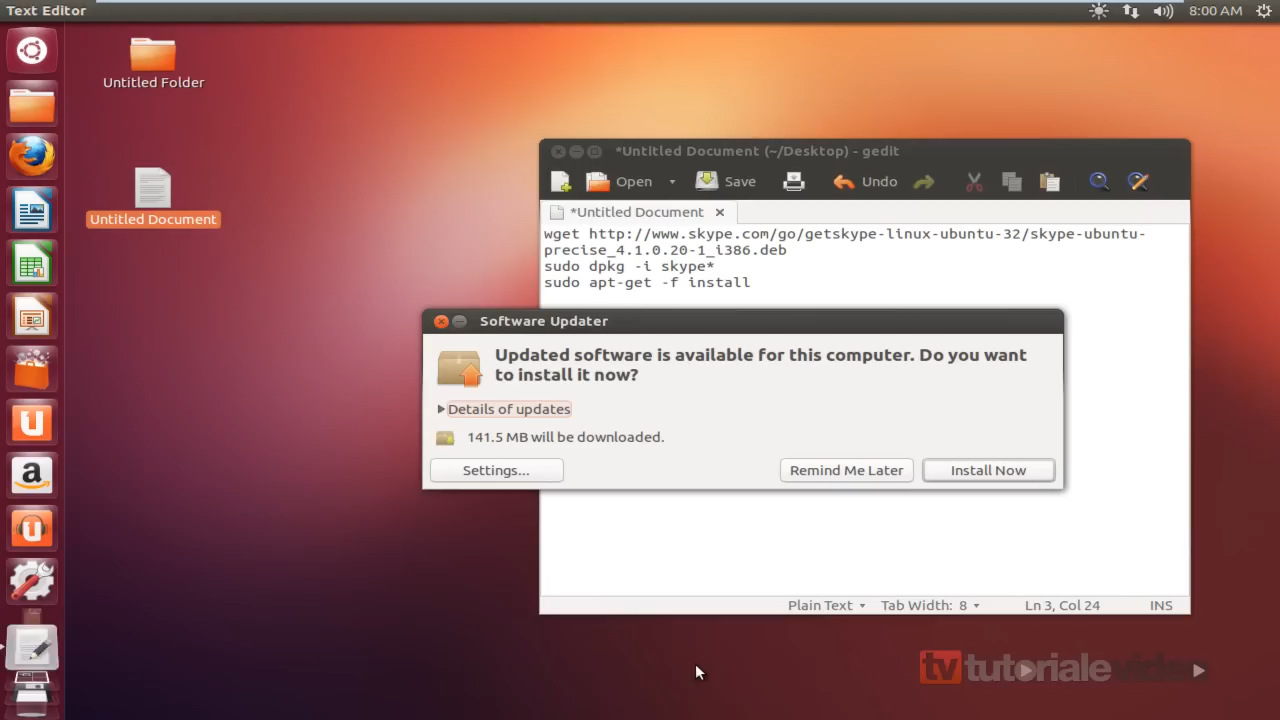 Text Editor
8:00 AM
Untitled Folder
Untitled Document
*Untitled Document (~/Desktop) - gedit
Open
Save
Undo
*Untitled Document
wget http://www.skype.com/go/getskype-linux-ubuntu-32/skype-ubuntu-
precise_4.1.0.20-1_i386.deb
sudo dpkg -i skype*
sudo apt-get -f install
Software Updater
Updated software is available for this computer. Do you want
to install it now?
Details of updates
141.5 MB will be downloaded.
Settings...
Remind Me Later
Install Now
Plain Text
Tab Width: 8
Ln 3, Col 24
INS
tv tutorialevideo